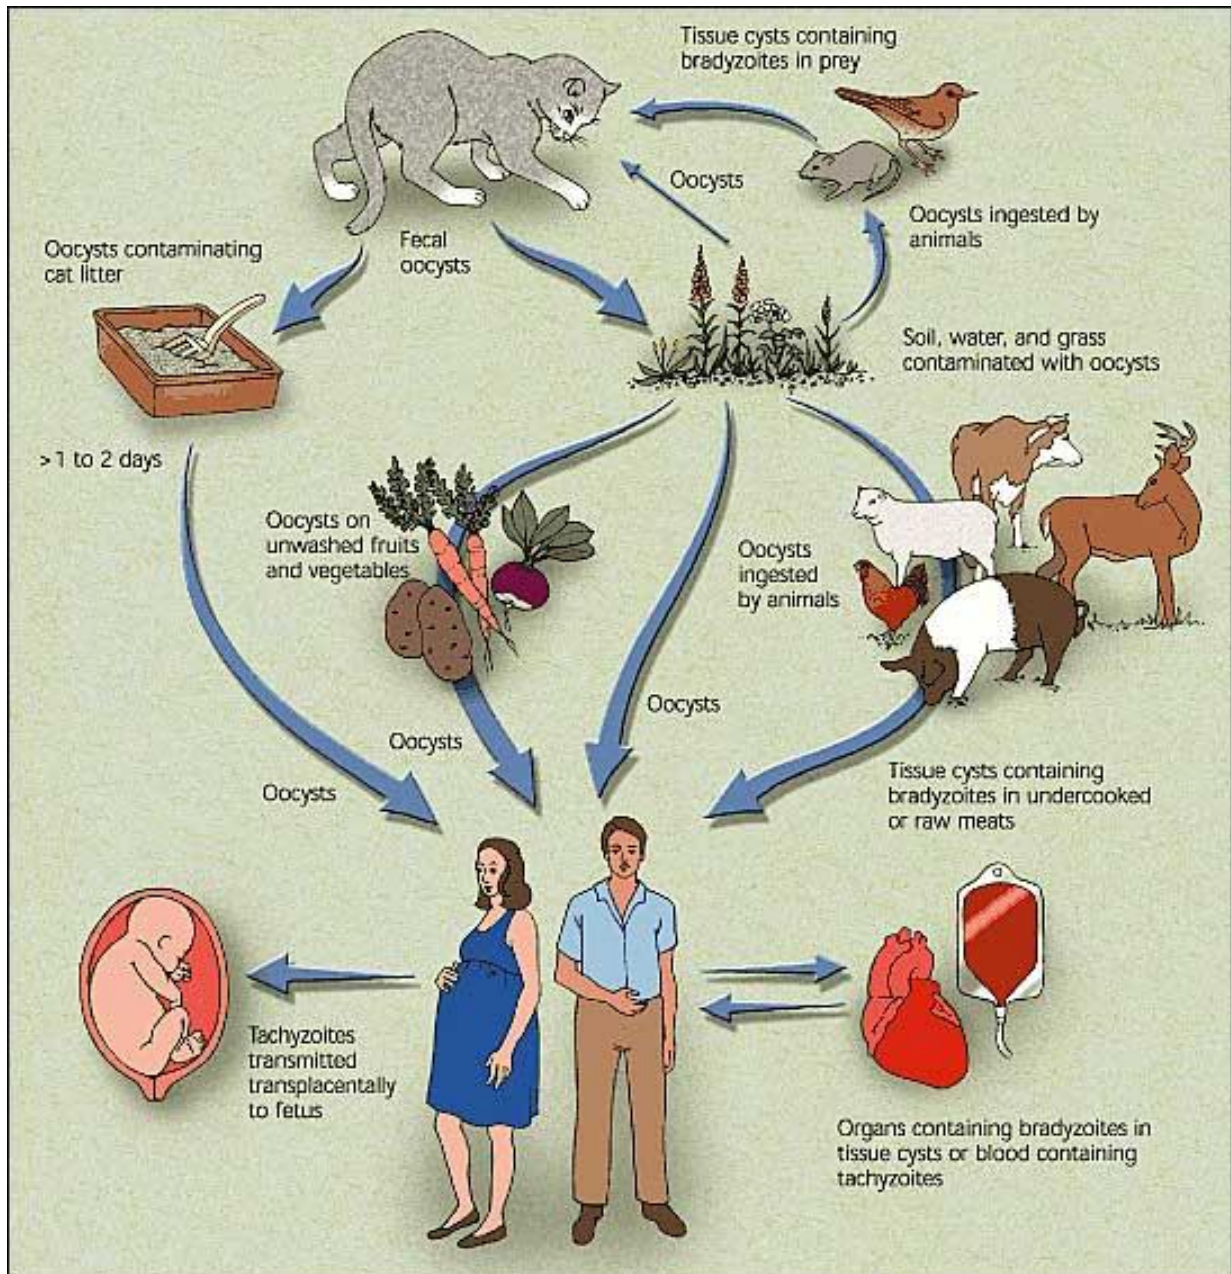 Tissue cysts containing
bradyzoites in prey
Oocysts
Oocysts ingested by
animals
Fecal
oocysts
Oocysts contaminating
cat litter
Soil, water, and grass
contaminated with oocysts
>1 to 2 days
Oocysts on
unwashed fruits
and vegetables
Oocysts
ingested
by animals
Oocysts
Oocysts
Oocysts
Tissue cysts containing
bradyzoites in undercooked
or raw meats
Tachyzoites
transmitted
transplacentally
to fetus
Organs containing bradyzoites in
tissue cysts or blood containing
tachyzoites